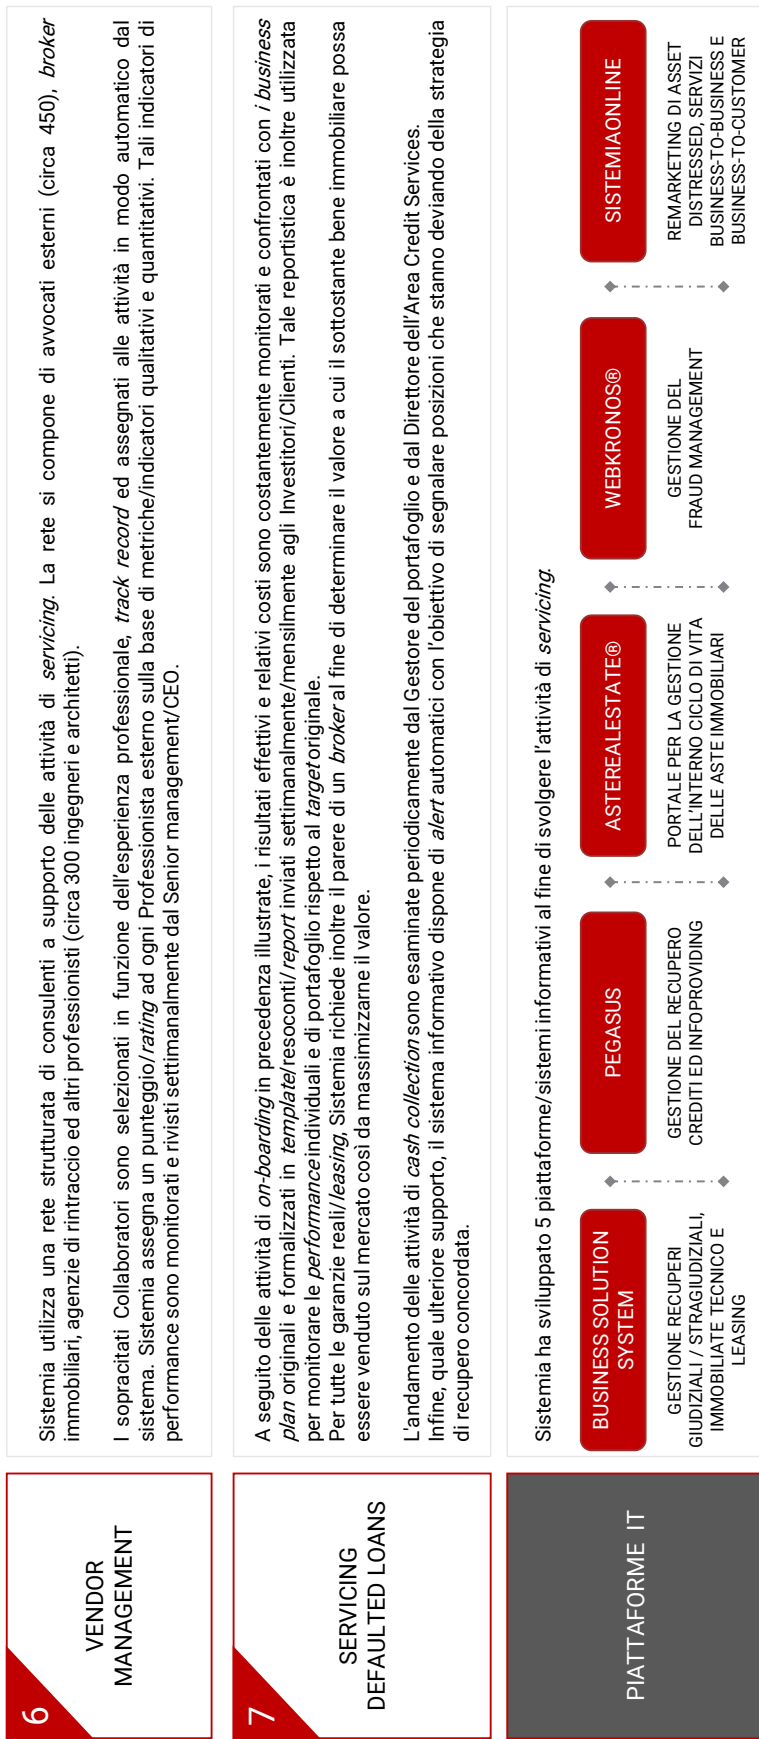 6
VENDOR
MANAGEMENT
Sistemia utilizza una rete strutturata di consulenti a supporto delle attività di servicing. La rete si compone di avvocati esterni (circa 450), broker
immobiliari, agenzie di rintraccio ed altri professionisti (circa 300 ingegneri e architetti).
I sopracitati Collaboratori sono selezionati in funzione dell'esperienza professionale, track record ed assegnati alle attività in modo automatico dal
sistema. Sistemia assegna un punteggio/rating ad ogni Professionista esterno sulla base di metriche/indicatori qualitativi e quantitativi. Tali indicatori di
performance sono monitorati e rivisti settimanalmente dal Senior management/CEO.
7
SERVICING
DEFAULTED LOANS
A seguito delle attività di on-boarding in precedenza illustrate, i risultati effettivi e relativi costi sono costantemente monitorati e confrontati con i business
plan originali e formalizzati in template/resoconti/report inviati settimanalmente/mensilmente agli Investitori/Clienti. Tale reportistica è inoltre utilizzata
per monitorare le performance individuali e di portafoglio rispetto al target originale.
Per tutte le garanzie reali/leasing, Sistemia richiede inoltre il parere di un broker al fine di determinare il valore a cui il sottostante bene immobiliare possa
essere venduto sul mercato così da massimizzarne il valore.
L'andamento delle attività di cash collection sono esaminate periodicamente dal Gestore del portafoglio e dal Direttore dell'Area Credit Services.
Infine, quale ulteriore supporto, il sistema informativo dispone di alert automatici con l'obiettivo di segnalare posizioni che stanno deviando della strategia
di recupero concordata.
PIATTAFORME IT
Sistemia ha sviluppato 5 piattaforme/sistemi informativi al fine di svolgere l'attività di servicing.
BUSINESS SOLUTION
SYSTEM
GESTIONE RECUPERI
GIUDIZIALI / STRAGIUDIZIALI,
IMMOBILIATE TECNICO E
LEASING
PEGASUS
GESTIONE DEL RECUPERO
CREDITI ED INFOPROVIDING
ASTEREALESTATE®
PORTALE PER LA GESTIONE
DELL'INTERNO CICLO DI VITA
DELLE ASTE IMMOBILIARI
WEBKRONOS®
GESTIONE DEL
FRAUD MANAGEMENT
SISTEMIAONLINE
REMARKETING DI ASSET
DISTRESSED, SERVIZI
BUSINESS-TO-BUSINESS E
BUSINESS-TO-CUSTOMER